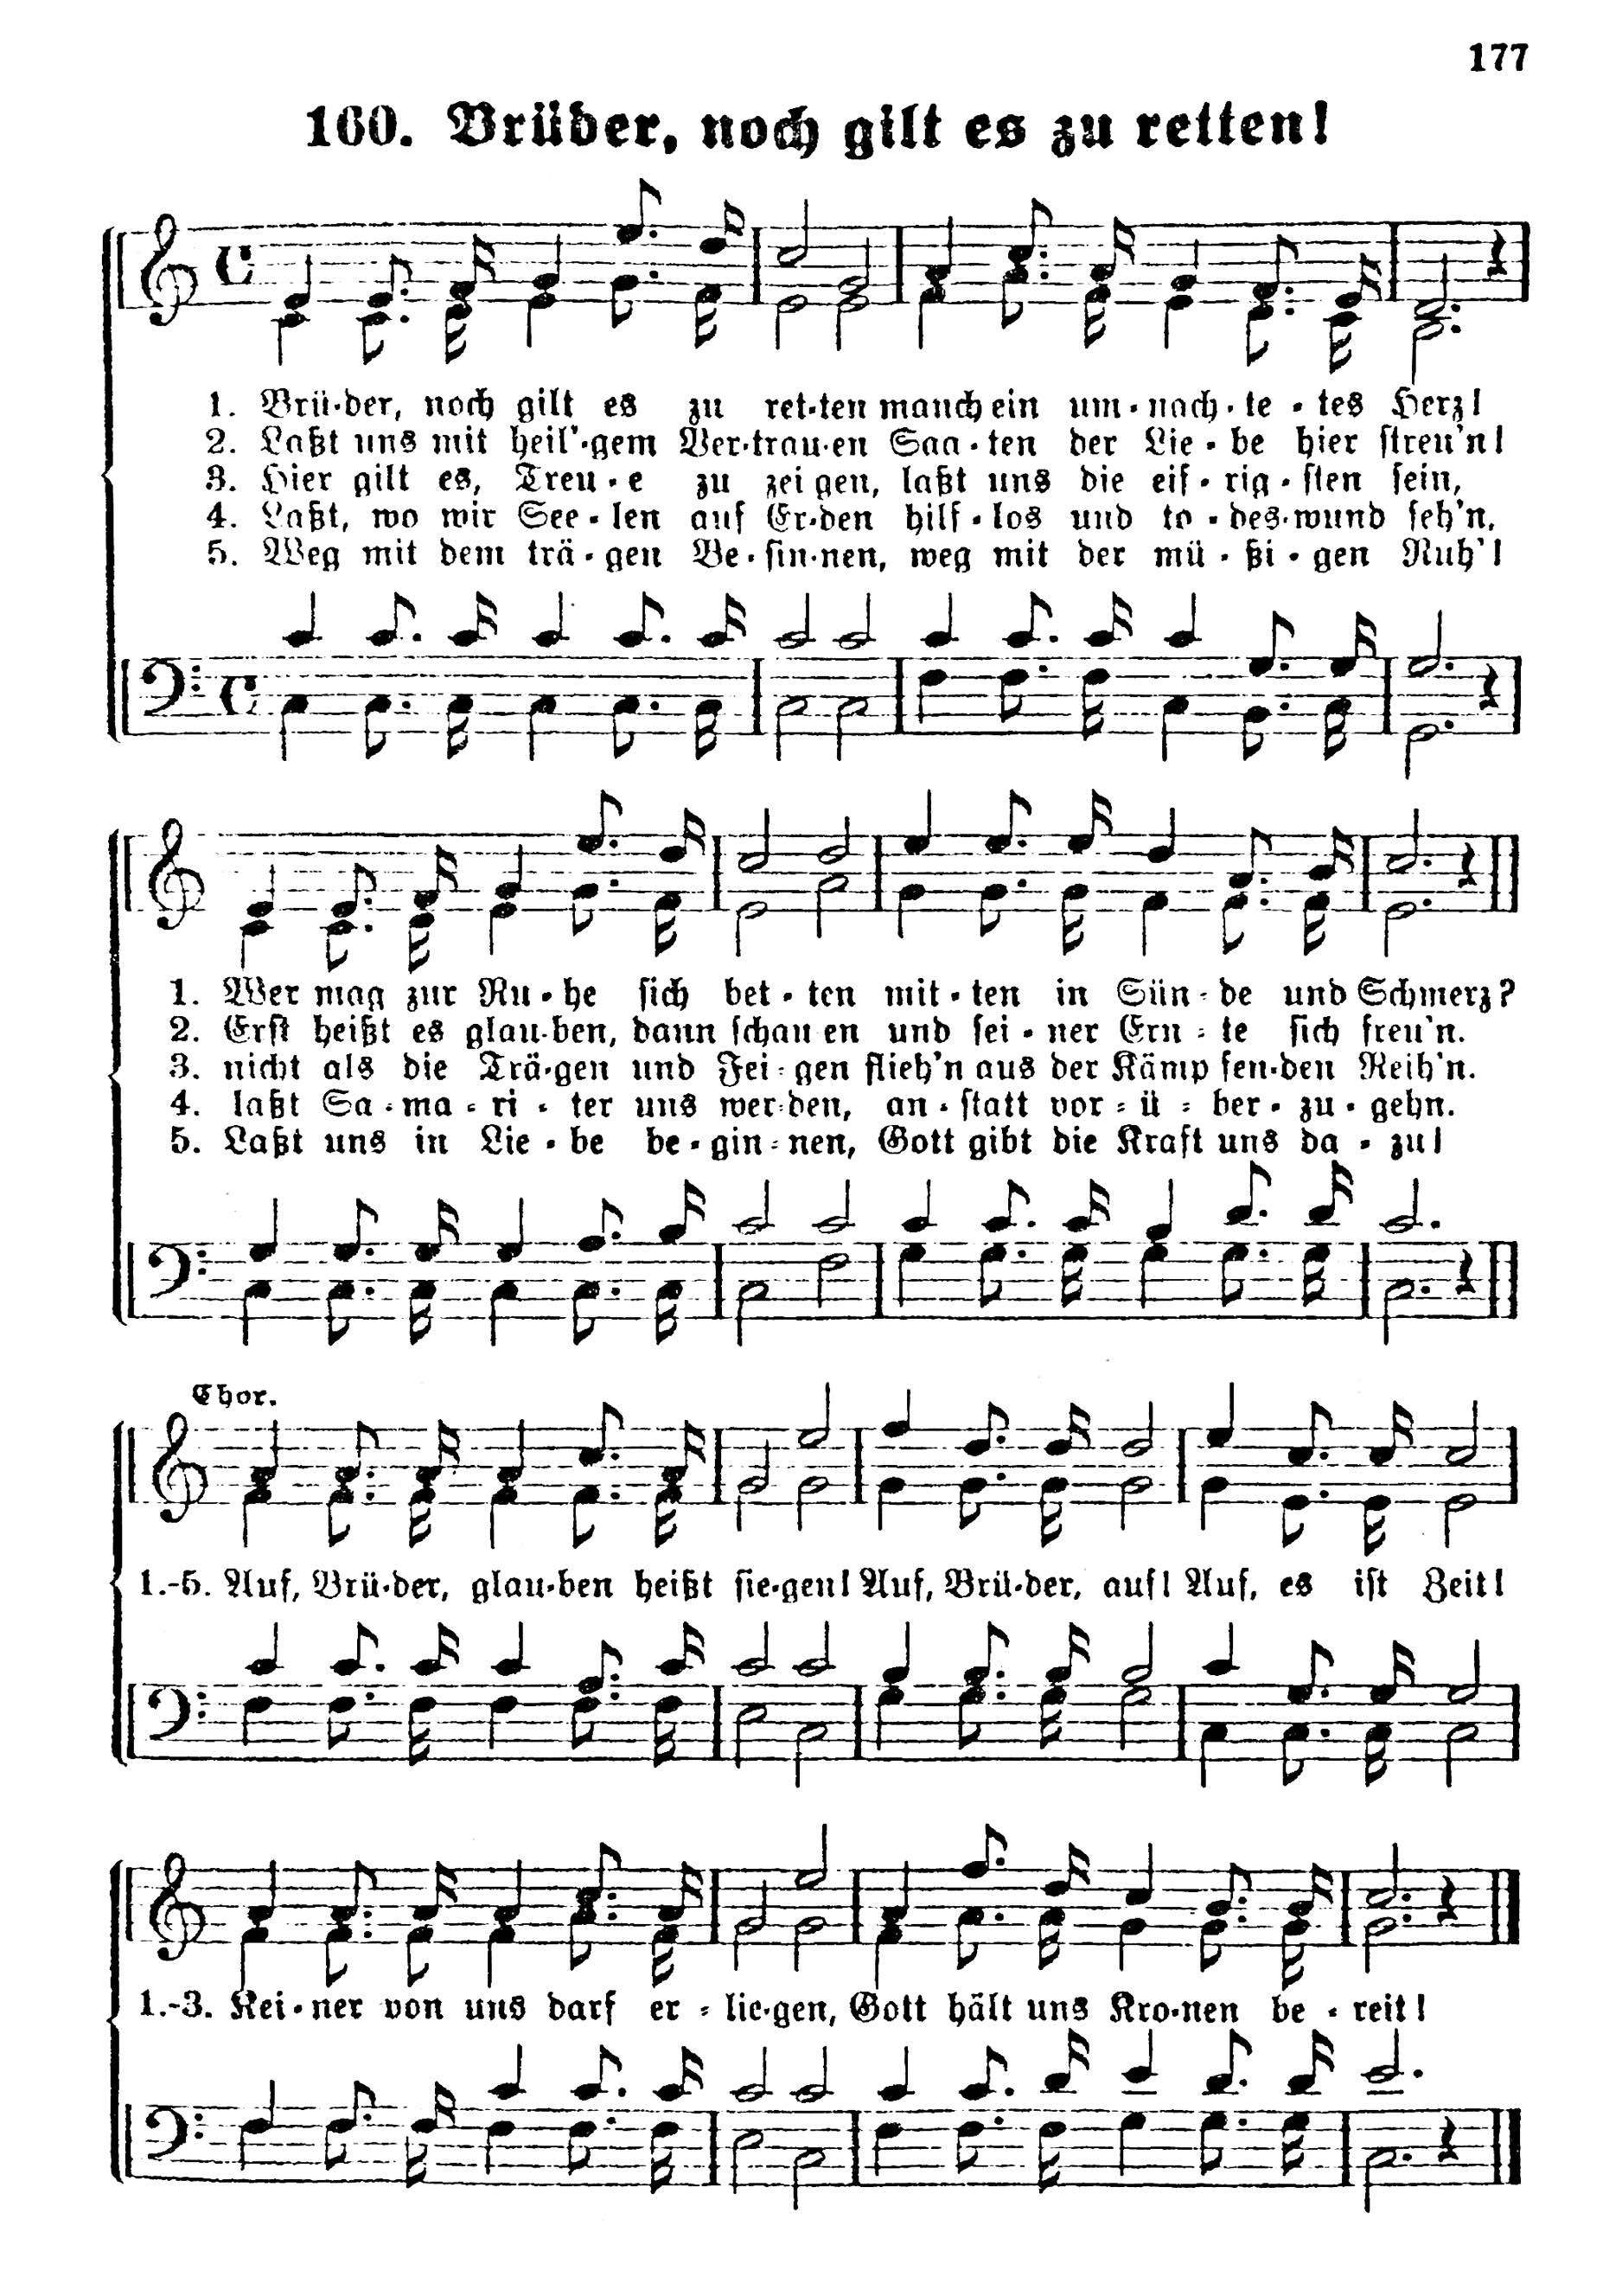 177
160. Brüder, noch gilt es zu retten!
1. Brü-der, noch gilt es zu ret-ten manch ein um-nach-te-tes Herz!
2. Laßt uns mit heil'-gem Ver-trau-en Saa-ten der Lie-be hier streu'n!
3. Hier gilt es, Treu-e zu zei gen, laßt uns die eif-rig-sten sein,
4. Laßt, wo wir See-len auf Er-den hilf-los und to-des-wund seh'n,
5. Weg mit dem trä-gen Be-sin-nen, weg mit der mü-ßi-gen Ruh'!
1. Wer mag zur Ru-he sich bet-ten mit-ten in Sün-de und Schmerz?
2. Erst heißt es glau-ben, dann schau en und sei-ner Ern-te sich freu'n.
3. nicht als die Trä-gen und Fei-gen flieh'n aus der Kämp fen-den Reih'n.
4. laßt Sa-ma-ri-ter uns wer-den, an-statt vor-ü-ber-zu-gehn.
5. Laßt uns in Lie-be be-gin-nen, Gott gibt die Kraft uns da-zu!
Chor.
1.-5. Auf, Brü-der, glau-ben heißt sie-gen! Auf, Brü-der, auf! Auf, es ist Zeit!
1.-3. Kei-ner von uns darf er-lie-gen, Gott hält uns Kro-nen be-reit!